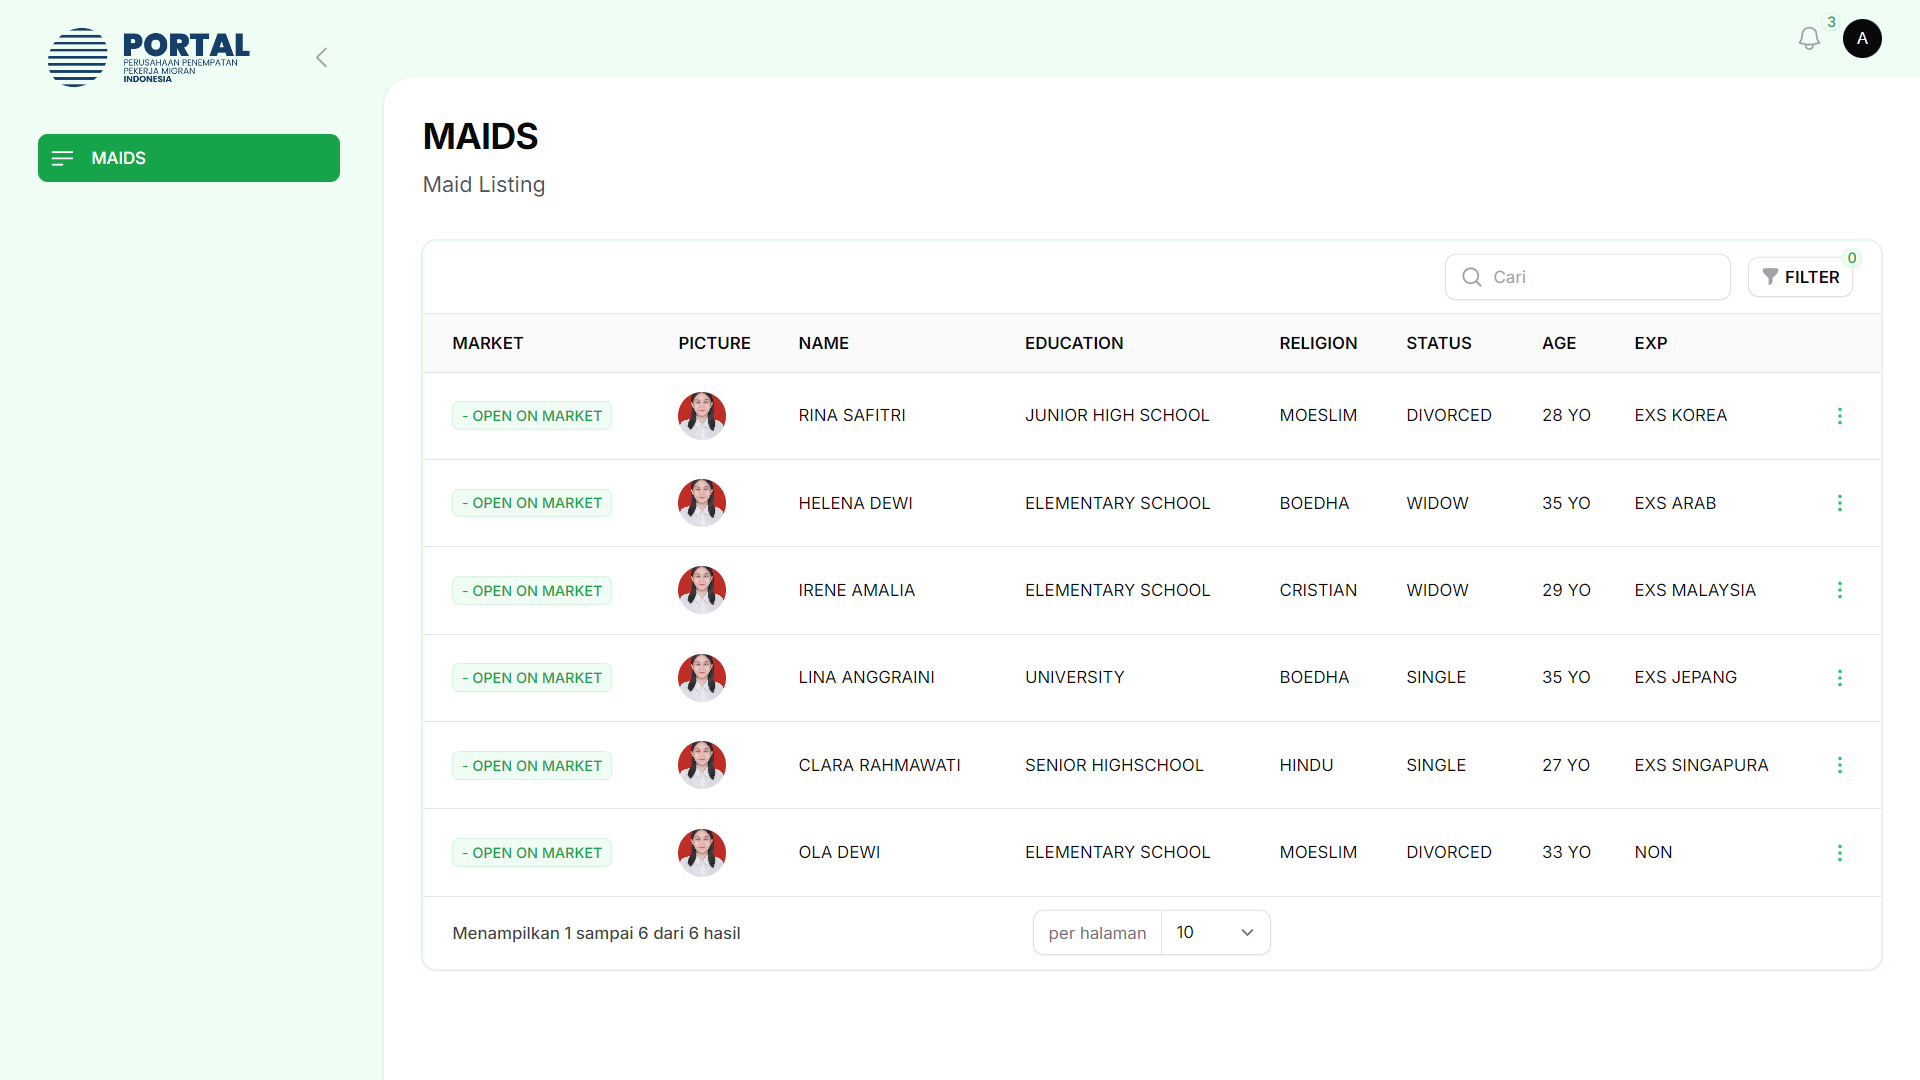 PORTAL
PERUSAHAAN PENEMPATAN
PEKERJA MIGRAN
INDONESIA
3
A
MAIDS
MAIDS
Maid Listing
Cari
FILTER
0
MARKET PICTURE NAME EDUCATION RELIGION STATUS AGE EXP
- OPEN ON MARKET RINA SAFITRI JUNIOR HIGH SCHOOL MOESLIM DIVORCED 28 YO EXS KOREA
- OPEN ON MARKET HELENA DEWI ELEMENTARY SCHOOL BOEDHA WIDOW 35 YO EXS ARAB
- OPEN ON MARKET IRENE AMALIA ELEMENTARY SCHOOL CRISTIAN WIDOW 29 YO EXS MALAYSIA
- OPEN ON MARKET LINA ANGGRAINI UNIVERSITY BOEDHA SINGLE 35 YO EXS JEPANG
- OPEN ON MARKET CLARA RAHMAWATI SENIOR HIGHSCHOOL HINDU SINGLE 27 YO EXS SINGAPURA
- OPEN ON MARKET OLA DEWI ELEMENTARY SCHOOL MOESLIM DIVORCED 33 YO NON
Menampilkan 1 sampai 6 dari 6 hasil
per halaman 10